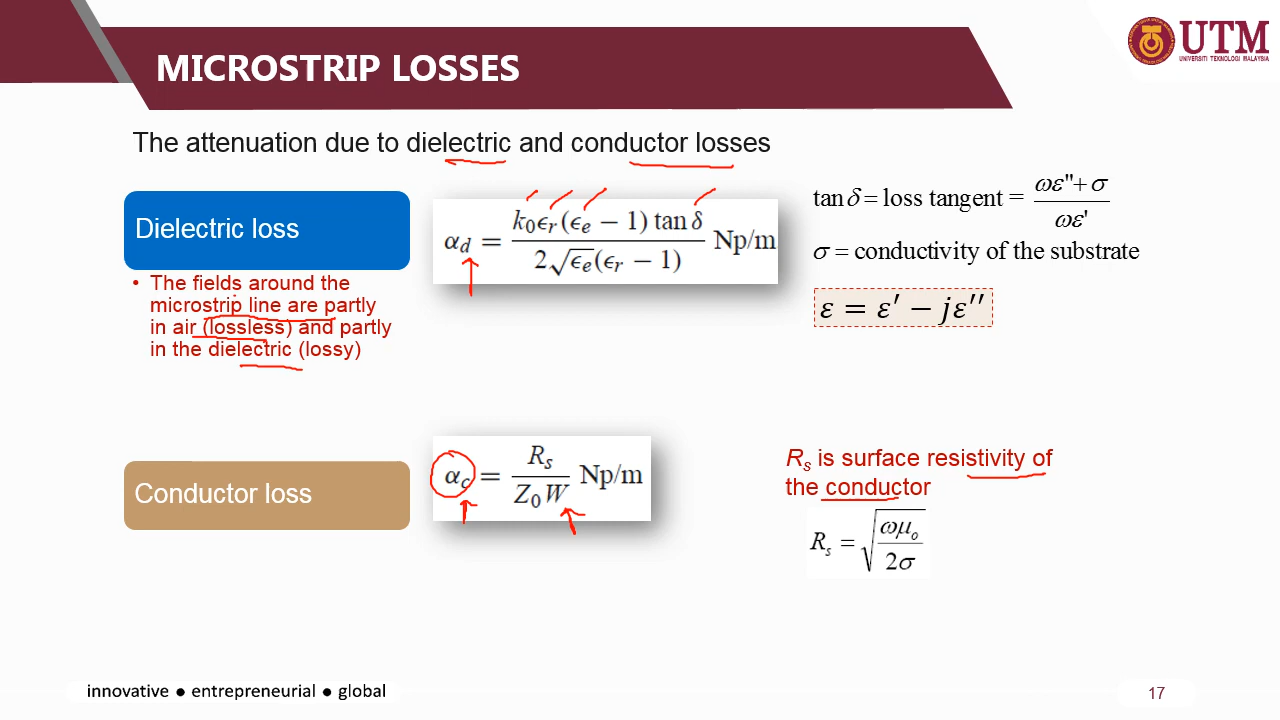 UTM
UNIVERSITI TEKNOLOGI MALAYSIA
MICROSTRIP LOSSES
The attenuation due to dielectric and conductor losses
Dielectric loss
• The fields around the
microstrip line are partly
in air (lossless) and partly
in the dielectric (lossy)
α_d = k₀ϵ_r(ϵ_e − 1) tan δ / 2√ϵ_e(ϵ_r − 1) Np/m
tan δ = loss tangent = ωε''+σ / ωε'
σ = conductivity of the substrate
ε = ε′ − jε′′
Conductor loss
α_c = R_s / Z₀W Np/m
R_s is surface resistivity of
the conductor
R_s = √(ωμ_o / 2σ)
innovative ● entrepreneurial ● global
17